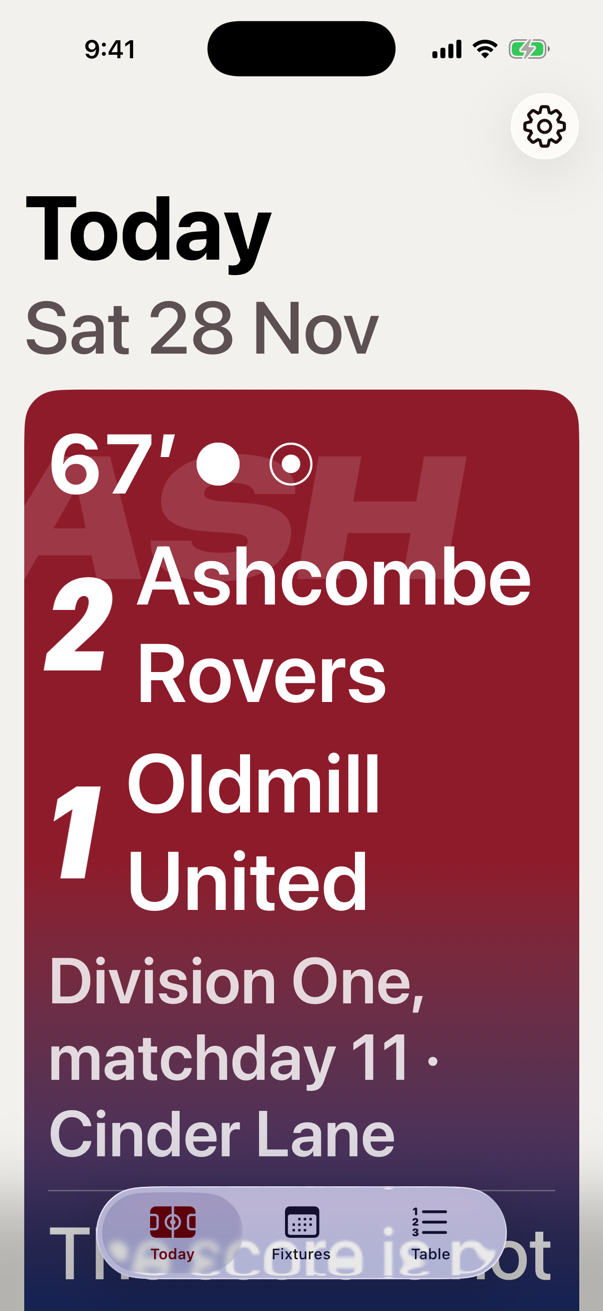 9:41
Today
Sat 28 Nov
ASH
67′
2 Ashcombe
Rovers
1 Oldmill
United
Division One,
matchday 11 ·
Cinder Lane
The score is not
Today Fixtures Table